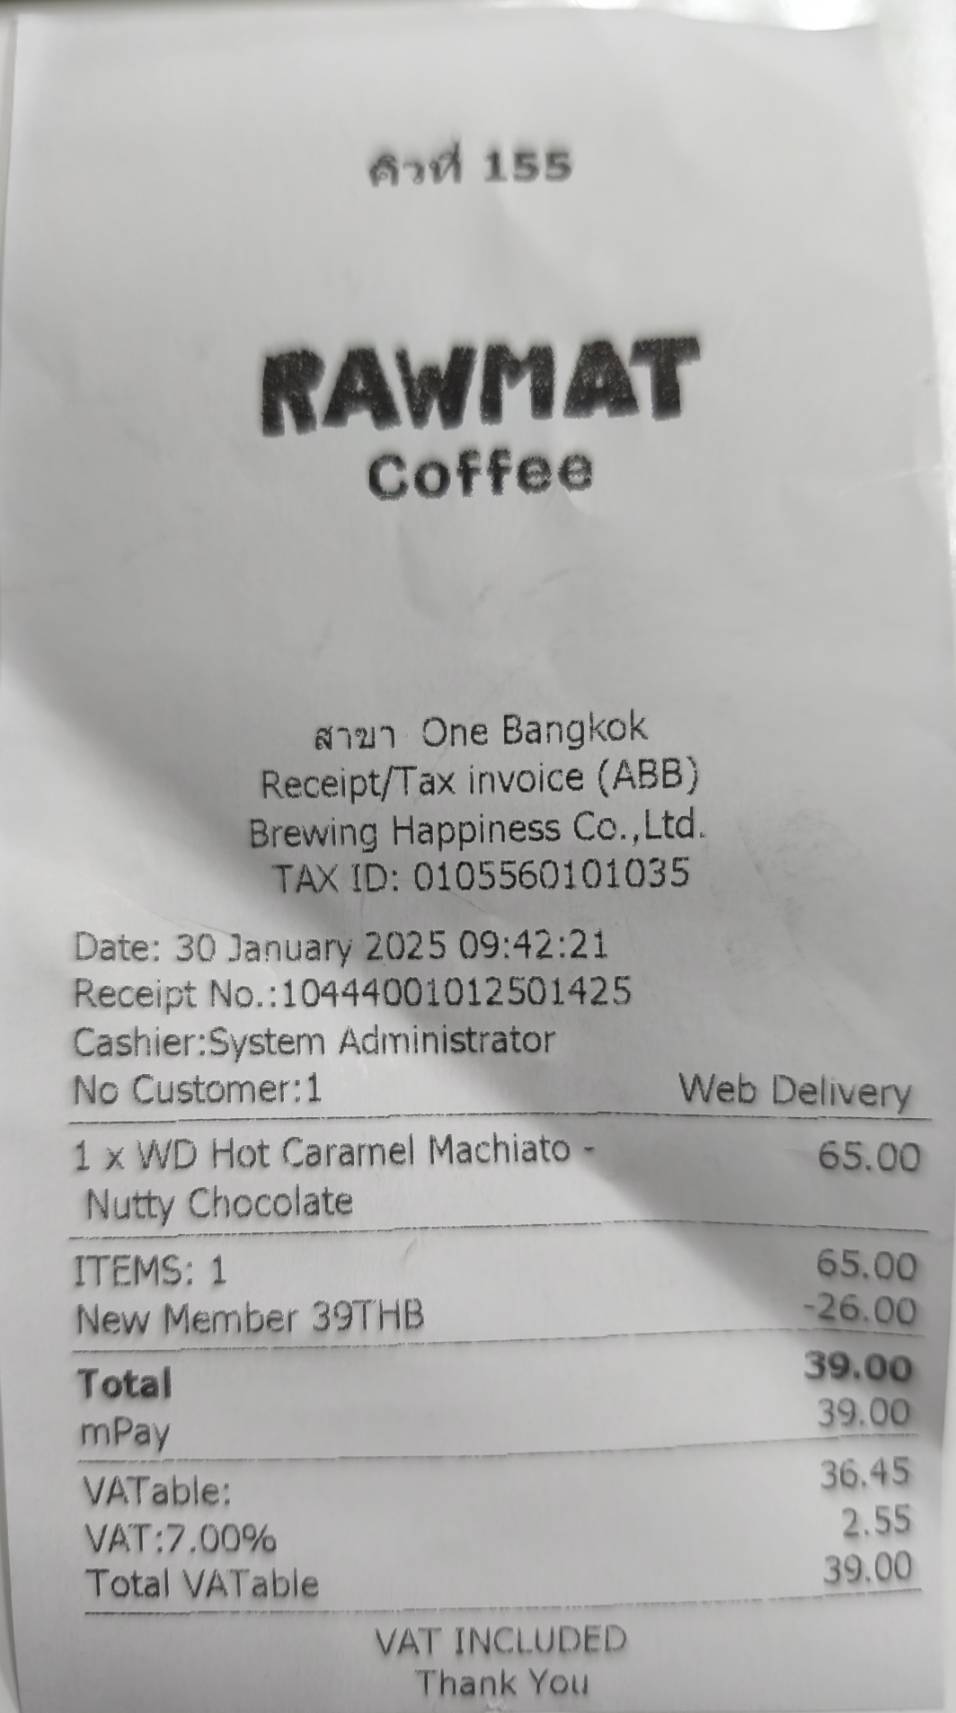 คิวที่ 155
RAWMAT
Coffee
สาขา One Bangkok
Receipt/Tax invoice (ABB)
Brewing Happiness Co.,Ltd.
TAX ID: 0105560101035
Date: 30 January 2025 09:42:21
Receipt No.:10444001012501425
Cashier:System Administrator
No Customer:1 Web Delivery
1 x WD Hot Caramel Machiato - 65.00
Nutty Chocolate
ITEMS: 1 65.00
New Member 39THB -26.00
Total 39.00
mPay 39.00
VATable: 36.45
VAT:7.00% 2.55
Total VATable 39.00
VAT INCLUDED
Thank You